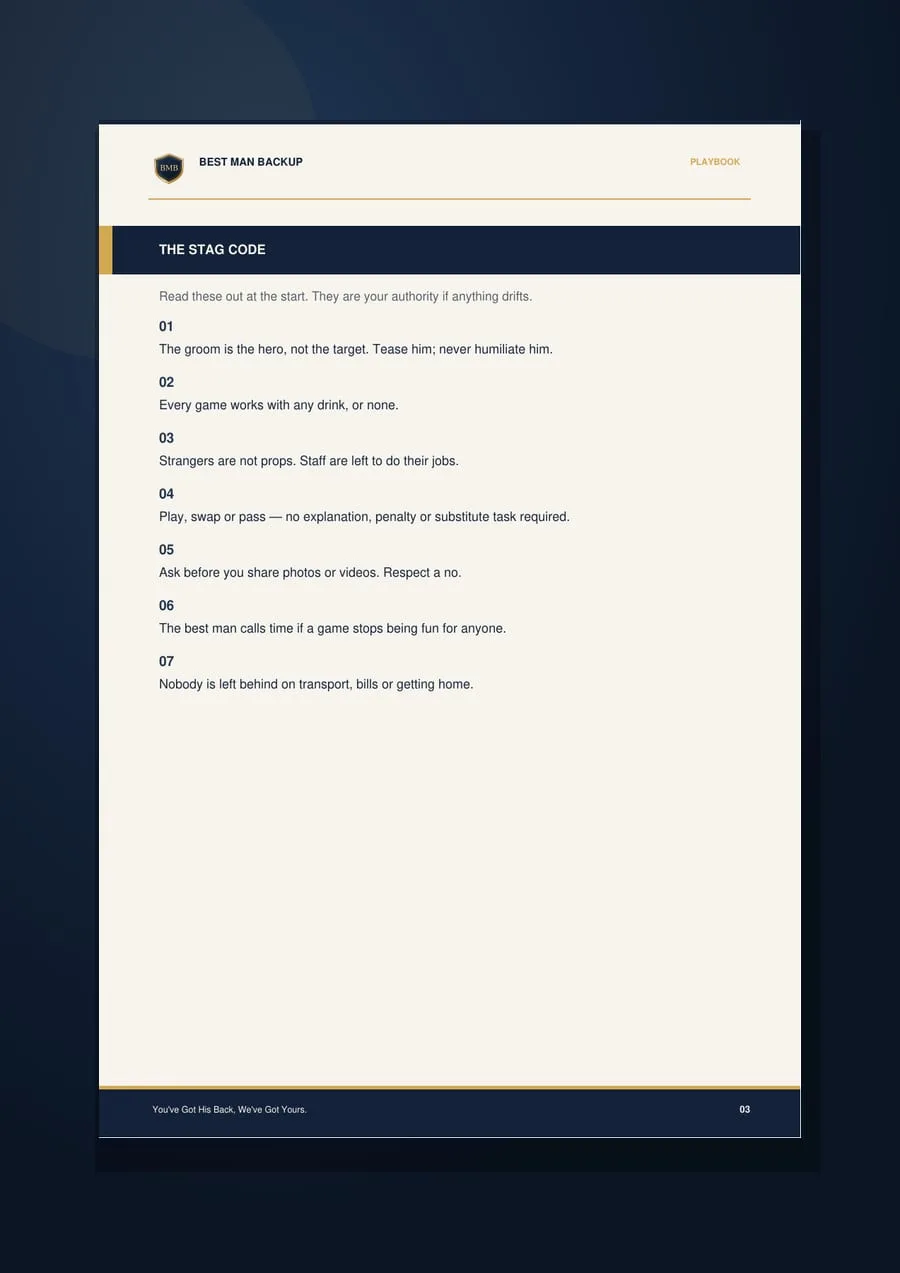 BMB
BEST MAN BACKUP
PLAYBOOK
THE STAG CODE
Read these out at the start. They are your authority if anything drifts.
01
The groom is the hero, not the target. Tease him; never humiliate him.
02
Every game works with any drink, or none.
03
Strangers are not props. Staff are left to do their jobs.
04
Play, swap or pass — no explanation, penalty or substitute task required.
05
Ask before you share photos or videos. Respect a no.
06
The best man calls time if a game stops being fun for anyone.
07
Nobody is left behind on transport, bills or getting home.
You've Got His Back, We've Got Yours.
03